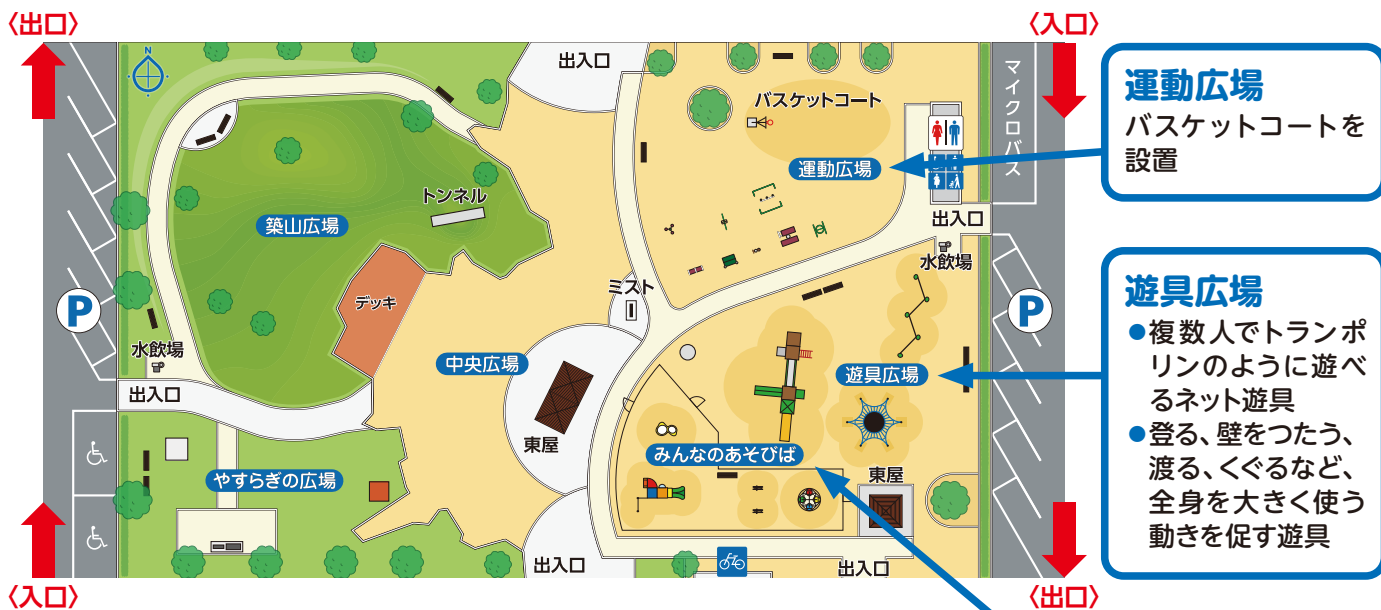 〈出口〉
〈入口〉
N
出入口
バスケットコート
マイクロバス
運動広場
トンネル
築山広場
出入口
水飲場
デッキ
ミスト
P
P
水飲場
中央広場
遊具広場
出入口
東屋
みんなのあそびば
やすらぎの広場
東屋
出入口
出入口
〈入口〉
〈出口〉
運動広場
バスケットコートを
設置
遊具広場
●複数人でトランポ
リンのように遊べ
るネット遊具
●登る、壁をつたう、
渡る、くぐるなど、
全身を大きく使う
動きを促す遊具